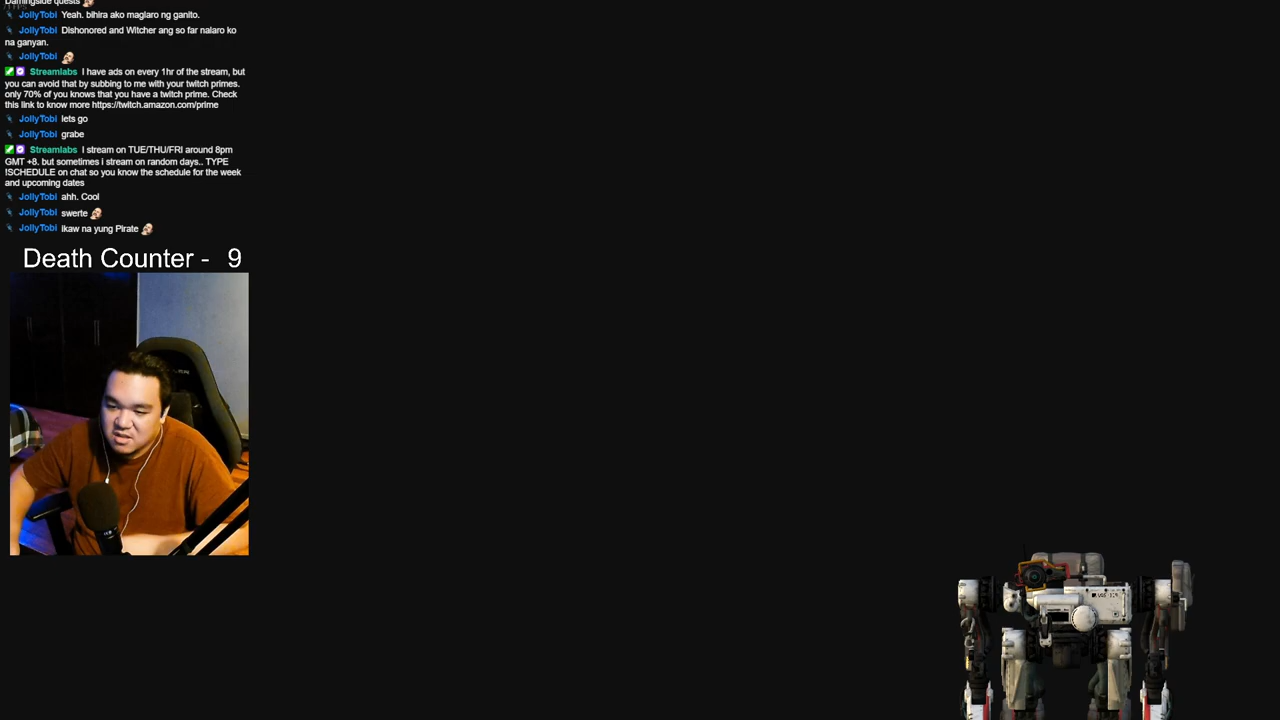 Damingside quests
JollyTobi Yeah. bihira ako maglaro ng ganito.
JollyTobi Dishonored and Witcher ang so far nalaro ko
na ganyan.
JollyTobi
Streamlabs I have ads on every 1hr of the stream, but
you can avoid that by subbing to me with your twitch primes.
only 70% of you knows that you have a twitch prime. Check
this link to know more https://twitch.amazon.com/prime
JollyTobi lets go
JollyTobi grabe
Streamlabs I stream on TUE/THU/FRI around 8pm
GMT +8. but sometimes i stream on random days.. TYPE
!SCHEDULE on chat so you know the schedule for the week
and upcoming dates
JollyTobi ahh. Cool
JollyTobi swerte
JollyTobi Ikaw na yung Pirate
Death Counter - 9